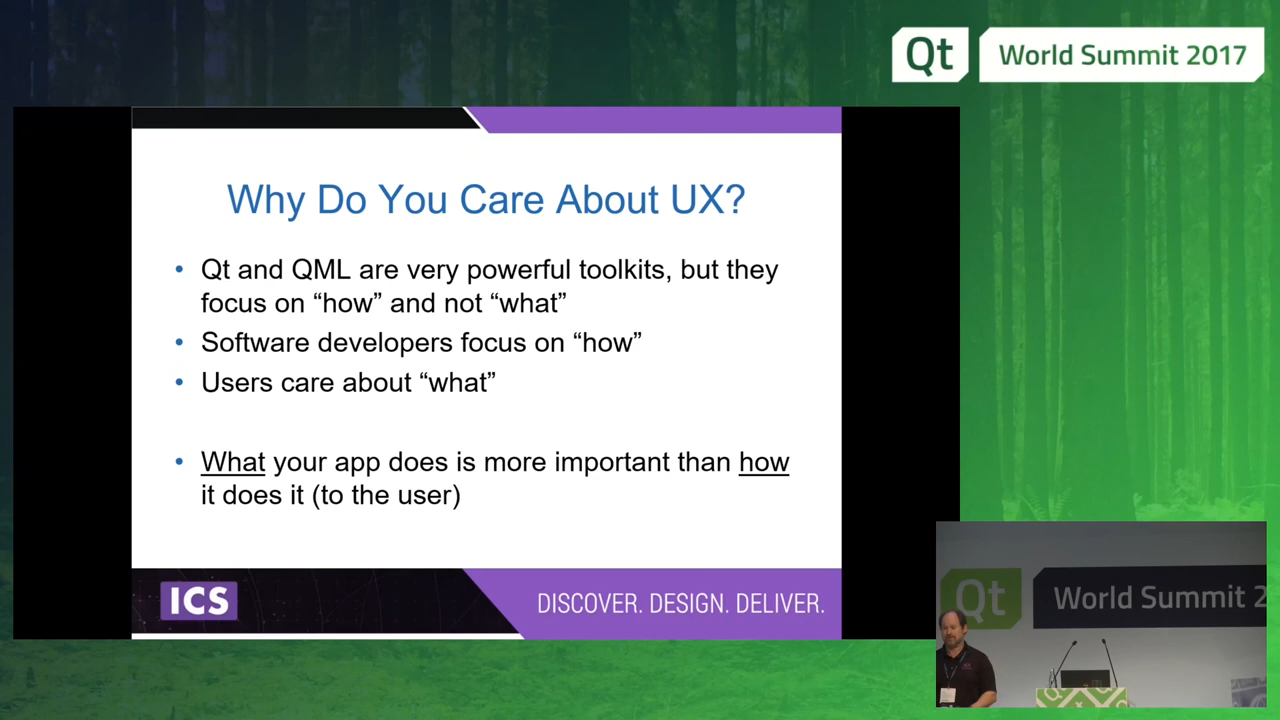 Qt World Summit 2017
Why Do You Care About UX?
• Qt and QML are very powerful toolkits, but they
focus on “how” and not “what”
• Software developers focus on “how”
• Users care about “what”
• What your app does is more important than how
it does it (to the user)
ICS
DISCOVER. DESIGN. DELIVER.
Qt World Summit 2